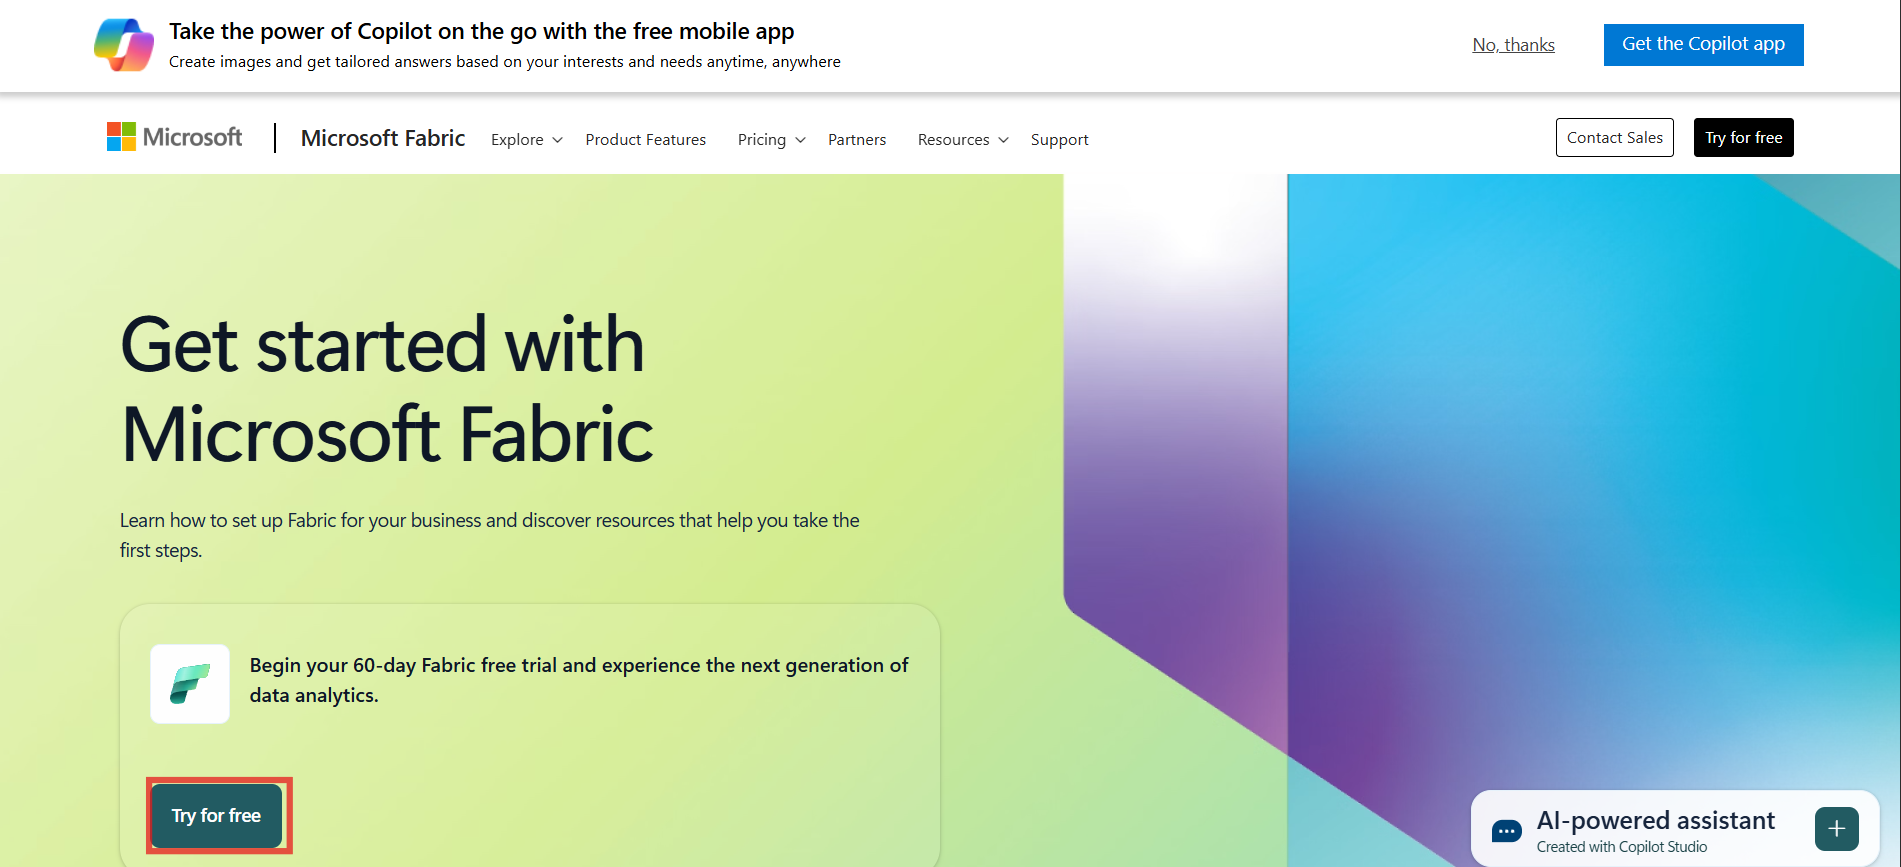 Take the power of Copilot on the go with the free mobile app
Create images and get tailored answers based on your interests and needs anytime, anywhere
No, thanks
Get the Copilot app
Microsoft
Microsoft Fabric
Explore
Product Features
Pricing
Partners
Resources
Support
Contact Sales
Try for free
Get started with
Microsoft Fabric
Learn how to set up Fabric for your business and discover resources that help you take the
first steps.
Begin your 60-day Fabric free trial and experience the next generation of
data analytics.
Try for free
AI-powered assistant
Created with Copilot Studio